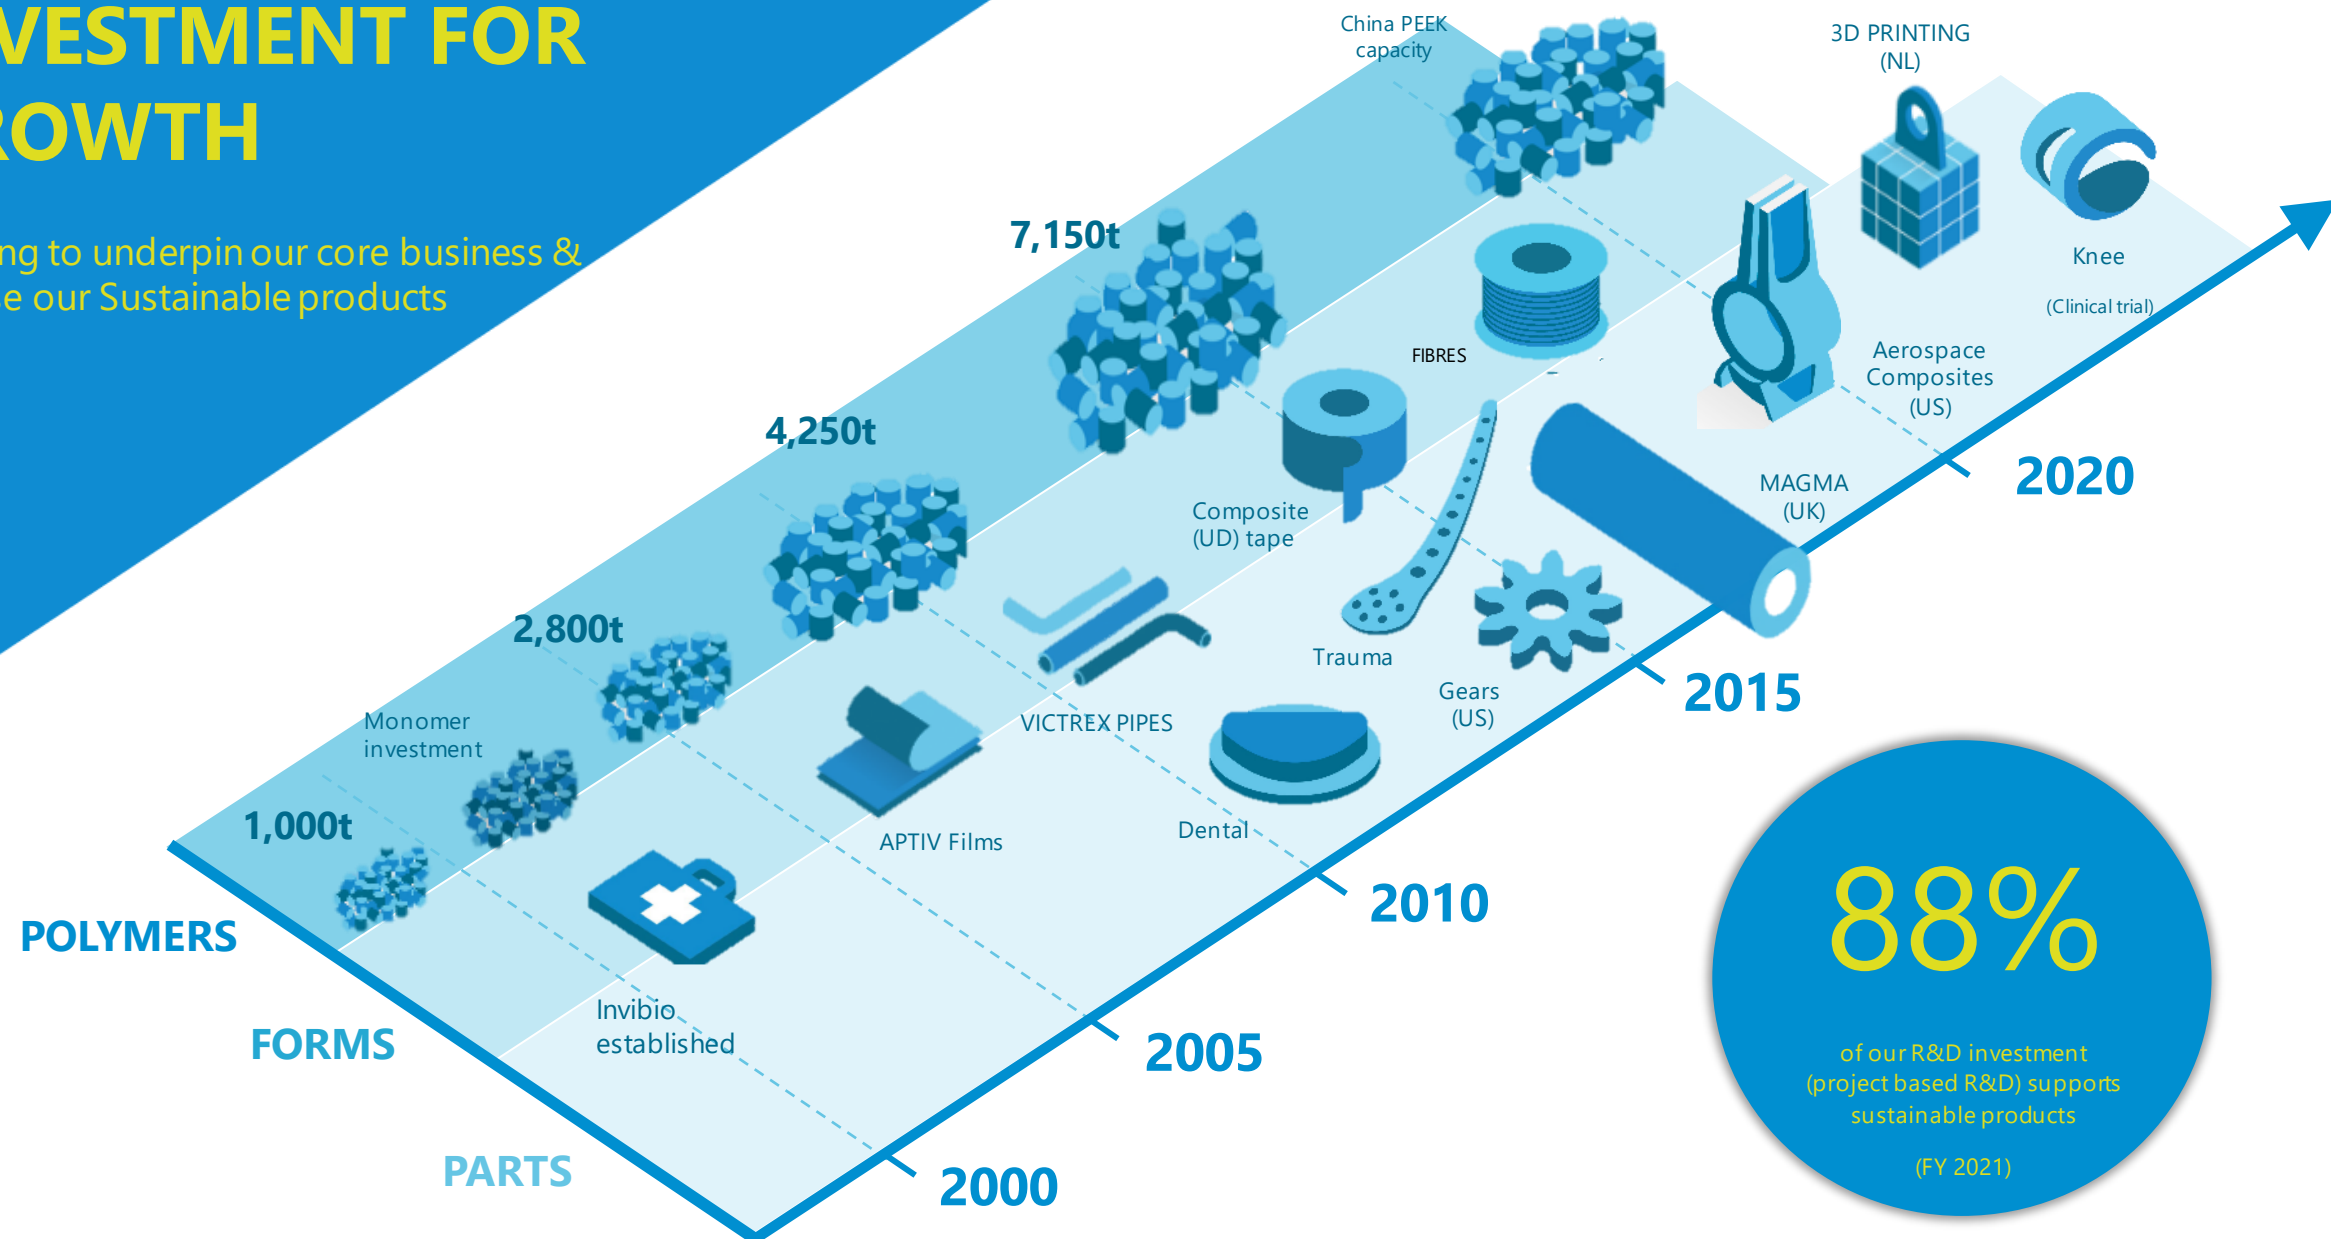 VESTMENT FOR
ROWTH
ng to underpin our core business &
e our Sustainable products
China PEEK
capacity
3D PRINTING
(NL)
7,150t
Knee
(Clinical trial)
FIBRES
Aerospace
Composites
(US)
4,250t
2020
MAGMA
(UK)
Composite
(UD) tape
2,800t
Trauma
2015
Gears
(US)
Monomer
investment
VICTREX PIPES
1,000t
APTIV Films
Dental
2010
88%
of our R&D investment
(project based R&D) supports
sustainable products
(FY 2021)
POLYMERS
Invibio
established
FORMS
2005
PARTS
2000